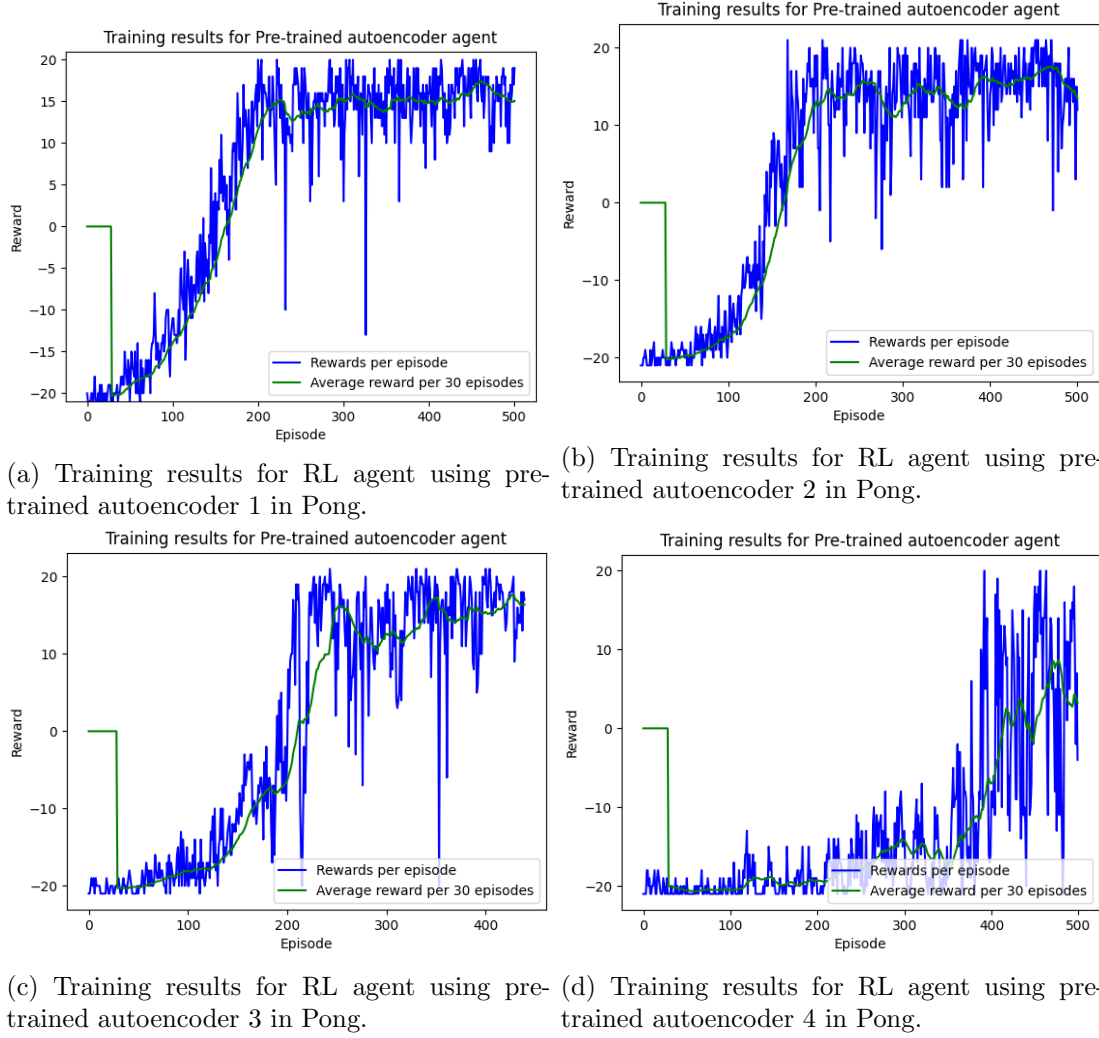 Training results for Pre-trained autoencoder agent
20
15
10
5
0
−5
−10
−15
−20
Reward
0
100
200
300
400
500
Episode
Rewards per episode
Average reward per 30 episodes
(a) Training results for RL agent using pre-
trained autoencoder 1 in Pong.
Training results for Pre-trained autoencoder agent
20
10
0
−10
−20
Reward
0
100
200
300
400
500
Episode
Rewards per episode
Average reward per 30 episodes
(b) Training results for RL agent using pre-
trained autoencoder 2 in Pong.
Training results for Pre-trained autoencoder agent
20
10
0
−10
−20
Reward
0
100
200
300
400
Episode
Rewards per episode
Average reward per 30 episodes
(c) Training results for RL agent using pre-
trained autoencoder 3 in Pong.
Training results for Pre-trained autoencoder agent
20
10
0
−10
−20
Reward
0
100
200
300
400
500
Episode
Rewards per episode
Average reward per 30 episodes
(d) Training results for RL agent using pre-
trained autoencoder 4 in Pong.